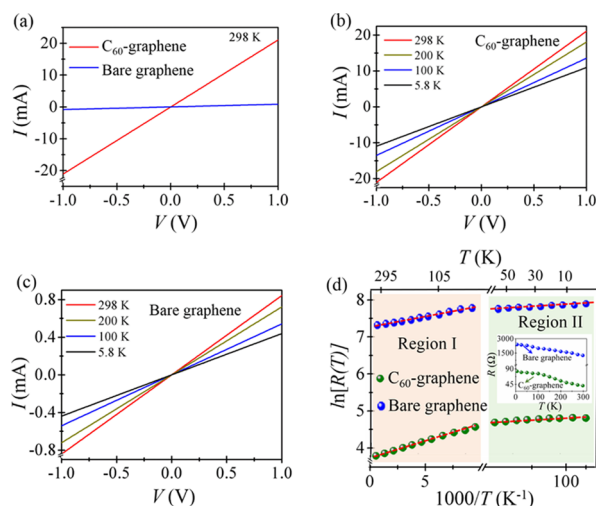 (a)
298 K
C60-graphene
Bare graphene
I (mA)
20
10
0
-10
-20
-1.0 -0.5 0.0 0.5 1.0
V (V)
(b)
C60-graphene
298 K
200 K
100 K
5.8 K
I (mA)
20
10
0
-10
-20
-1.0 -0.5 0.0 0.5 1.0
V (V)
(c)
Bare graphene
298 K
200 K
100 K
5.8 K
I (mA)
0.8
0.4
0.0
-0.4
-0.8
-1.0 -0.5 0.0 0.5 1.0
V (V)
T (K)
295 105 50 30 10
(d)
ln[R(T)]
8
7
6
5
4
Region I
Region II
C60-graphene
Bare graphene
R (Ω)
3000
1500
90
45
Bare graphene
C60-graphene
0 100 200 300
T (K)
0 5 100
1000/T (K-1)